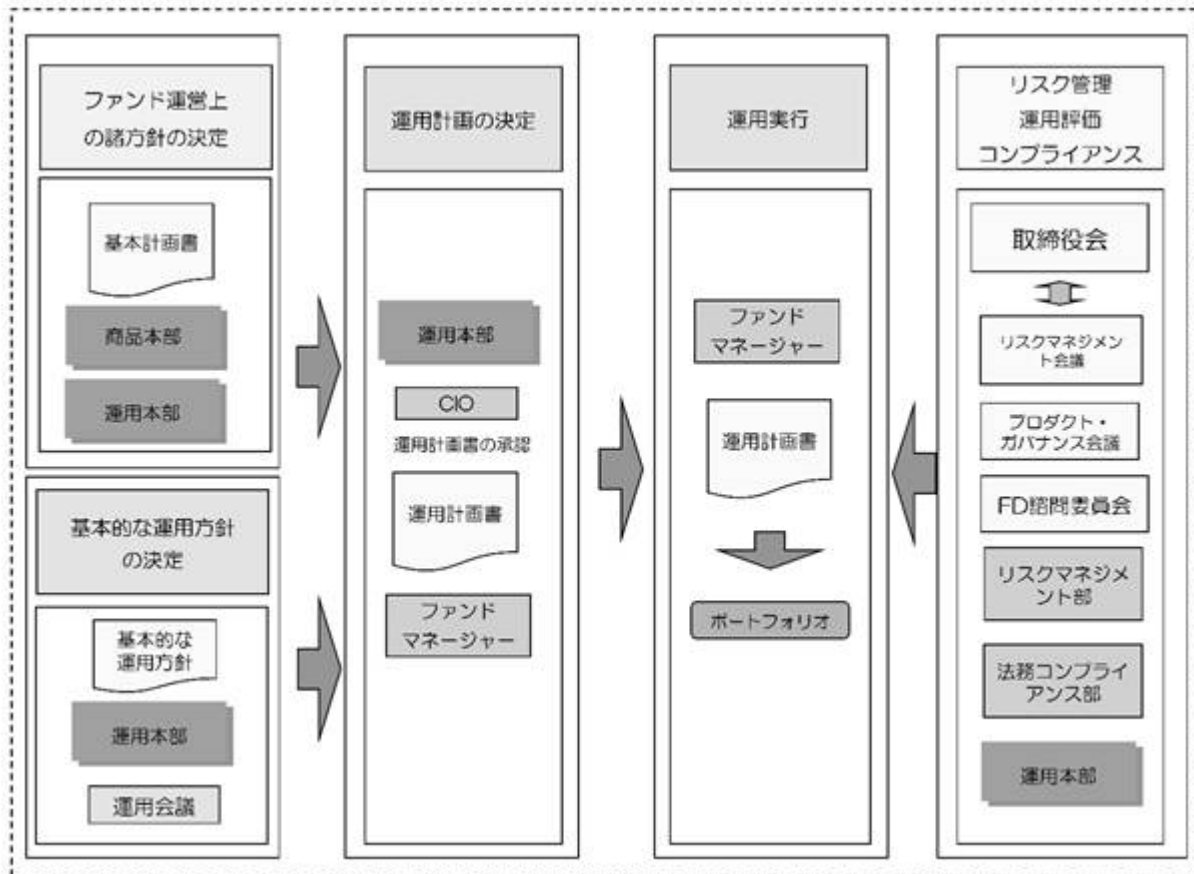 ファンド運営上
の諸方針の決定
基本計画書
商品本部
運用本部
基本的な運用方針
の決定
基本的な
運用方針
運用本部
運用会議
運用計画の決定
運用本部
CIO
運用計画書の承認
運用計画書
ファンド
マネージャー
運用実行
ファンド
マネージャー
運用計画書
ポートフォリオ
リスク管理
運用評価
コンプライアンス
取締役会
リスクマネジメン
ト会議
プロダクト・
ガバナンス会議
FD諮問委員会
リスクマネジメ
ント部
法務コンプライ
アンス部
運用本部